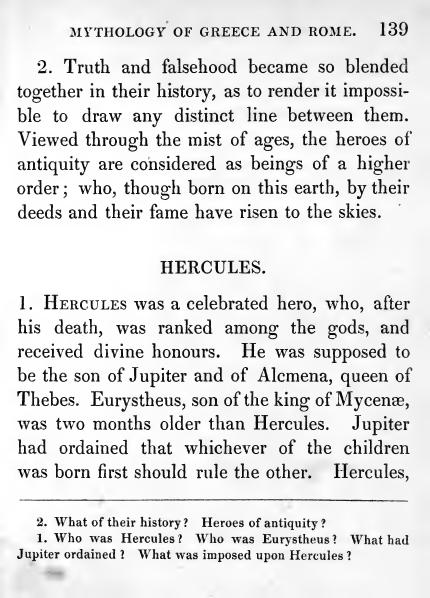 MYTHOLOGY OF GREECE AND ROME. 139
2. Truth and falsehood became so blended
together in their history, as to render it impossi-
ble to draw any distinct line between them.
Viewed through the mist of ages, the heroes of
antiquity are considered as beings of a higher
order; who, though born on this earth, by their
deeds and their fame have risen to the skies.
HERCULES.
1. HERCULES was a celebrated hero, who, after
his death, was ranked among the gods, and
received divine honours. He was supposed to
be the son of Jupiter and of Alcmena, queen of
Thebes. Eurystheus, son of the king of Mycenæ,
was two months older than Hercules. Jupiter
had ordained that whichever of the children
was born first should rule the other. Hercules,
2. What of their history? Heroes of antiquity?
1. Who was Hercules? Who was Eurystheus? What had
Jupiter ordained? What was imposed upon Hercules?